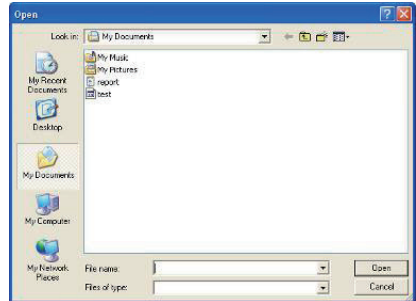 Open
Look in: My Documents
My Recent
Documents
Desktop
My Documents
My Computer
My Network
Places
My Music
My Pictures
report
test
File name: Open
Files of type: Cancel